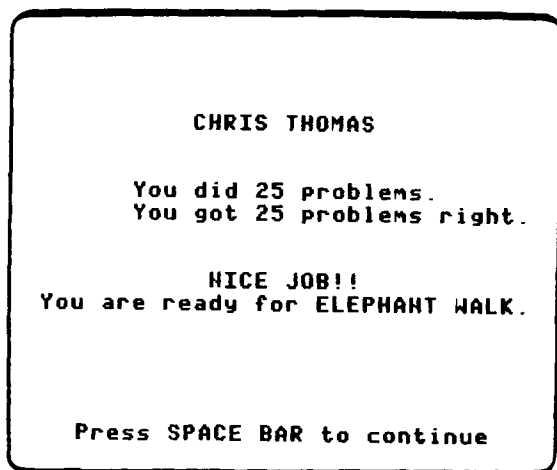 CHRIS THOMAS
You did 25 problems.
You got 25 problems right.
NICE JOB!!
You are ready for ELEPHANT WALK.
Press SPACE BAR to continue